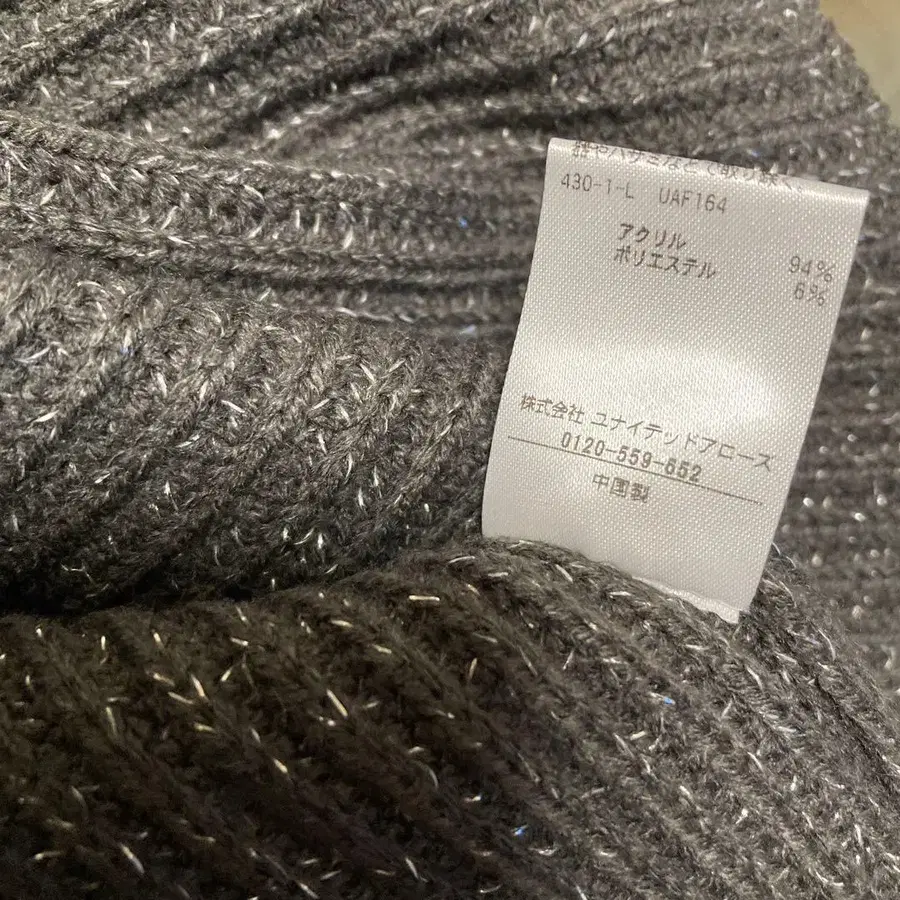 430-1-L UAF164
アクリル 94%
ポリエステル 6%
株式会社 ユナイテッドアローズ
0120-559-652
中国製